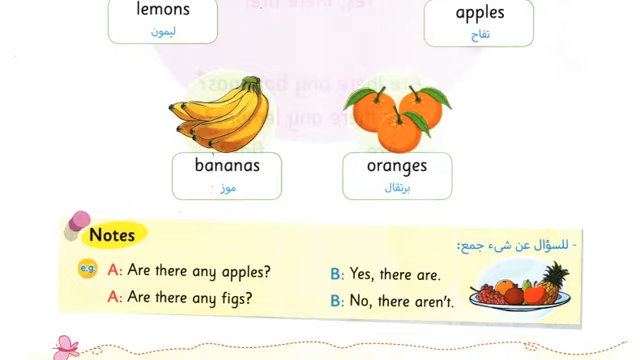 lemons
ليمون
apples
تفاح
bananas
موز
oranges
برتقال
Notes
- للسؤال عن شىء جمع:
e.g. A: Are there any apples? B: Yes, there are.
A: Are there any figs? B: No, there aren't.